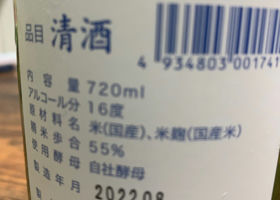 品目 清酒
4 934803 001741
内容量 720ml
アルコール分 16度
原材料名 米(国産)、米麹(国産米)
精米歩合 55%
使用酵母 自社酵母
製造年月 2022.08